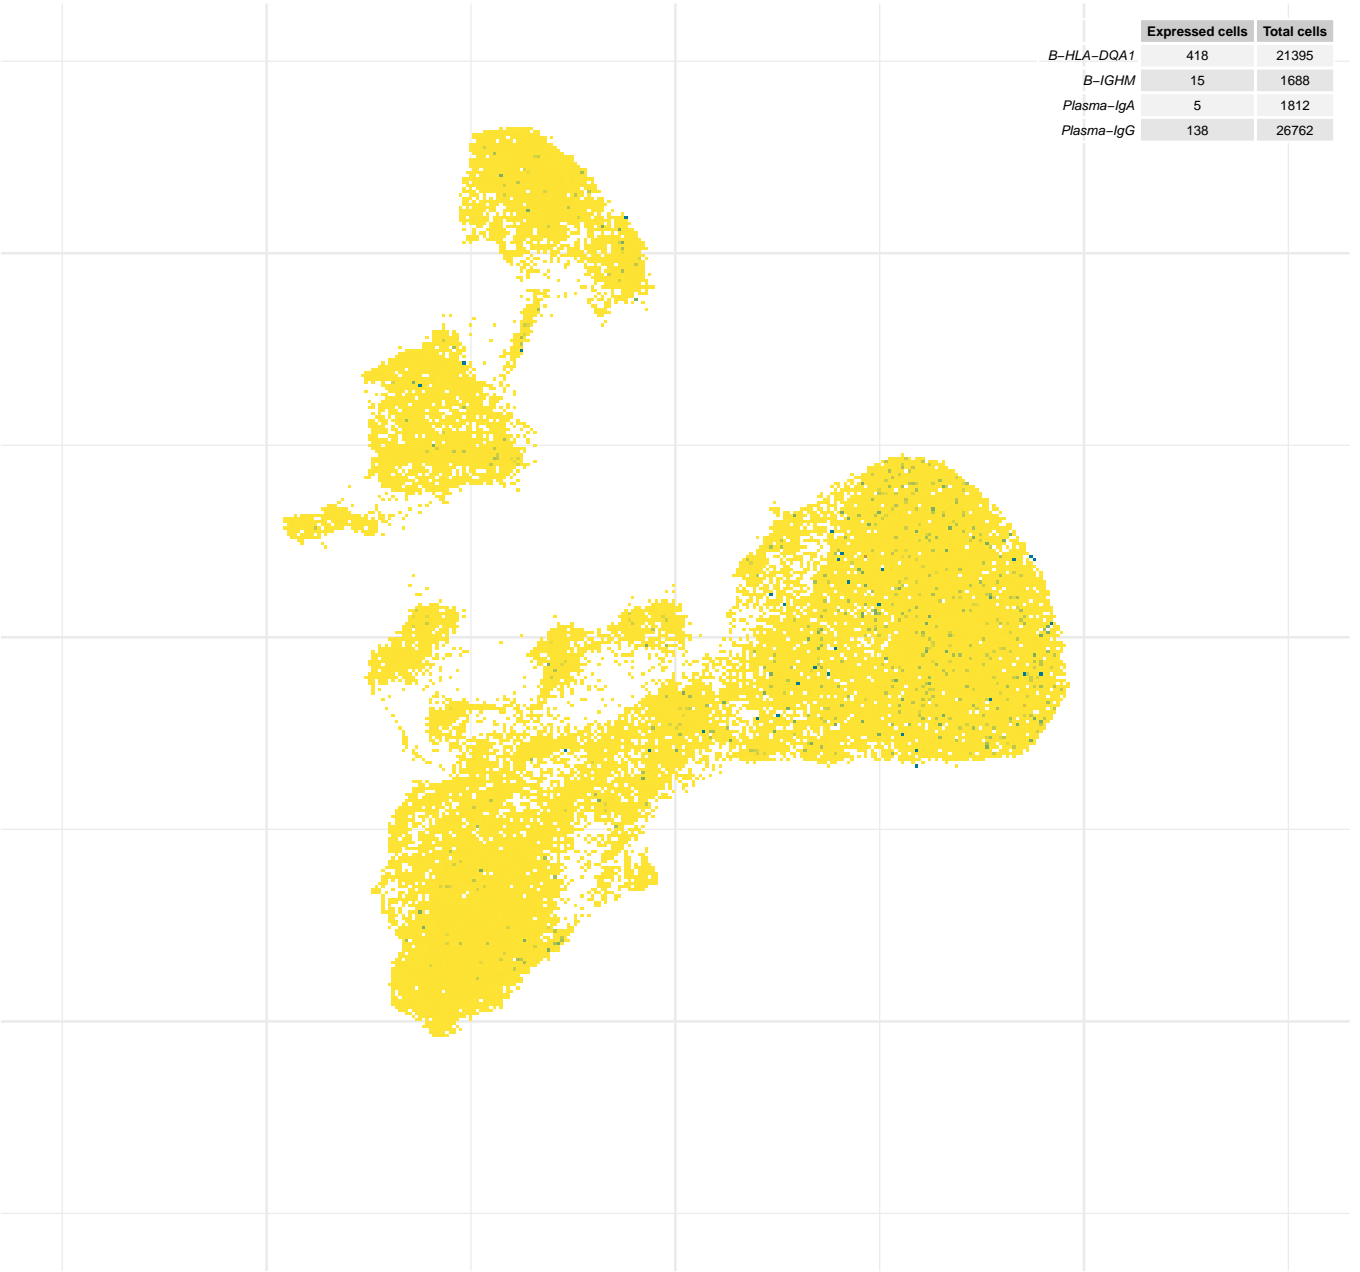 Expressed cells Total cells
B−HLA−DQA1 418 21395
B−IGHM 15 1688
Plasma−IgA 5 1812
Plasma−IgG 138 26762